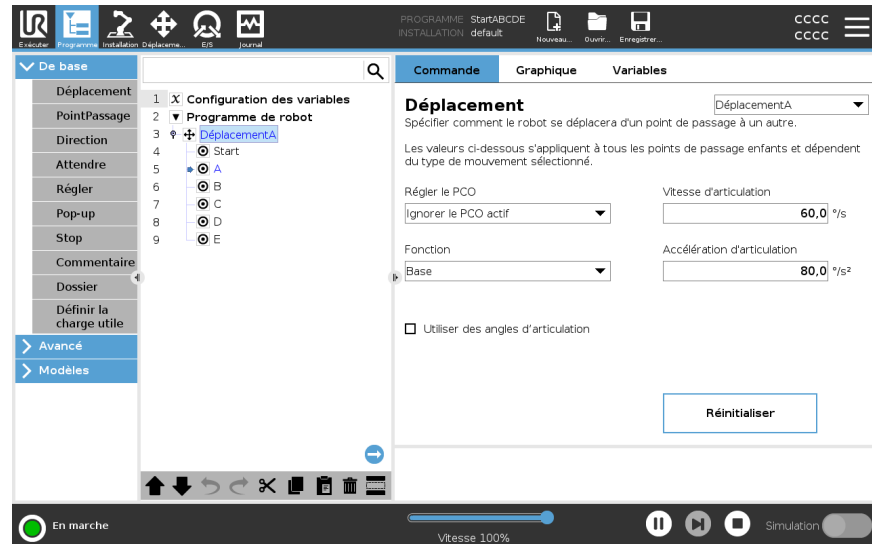 UR
PROGRAMME StartABCDE
INSTALLATION default
Exécuter Programme Installation Déplaceme... E/S Journal
Nouveau... Ouvrir... Enregistrer...
CCCC
CCCC
De base
Déplacement
PointPassage
Direction
Attendre
Régler
Pop-up
Stop
Commentaire
Dossier
Définir la
charge utile
Avancé
Modèles
1 X Configuration des variables
2 Programme de robot
3 DéplacementA
4 Start
5 A
6 B
7 C
8 D
9 E
Commande Graphique Variables
Déplacement DéplacementA
Spécifier comment le robot se déplacera d'un point de passage à un autre.
Les valeurs ci-dessous s'appliquent à tous les points de passage enfants et dépendent
du type de mouvement sélectionné.
Régler le PCO Vitesse d'articulation
Ignorer le PCO actif 60,0 °/s
Fonction Accélération d'articulation
Base 80,0 °/s²
Utiliser des angles d'articulation
Réinitialiser
En marche
Vitesse 100%
Simulation